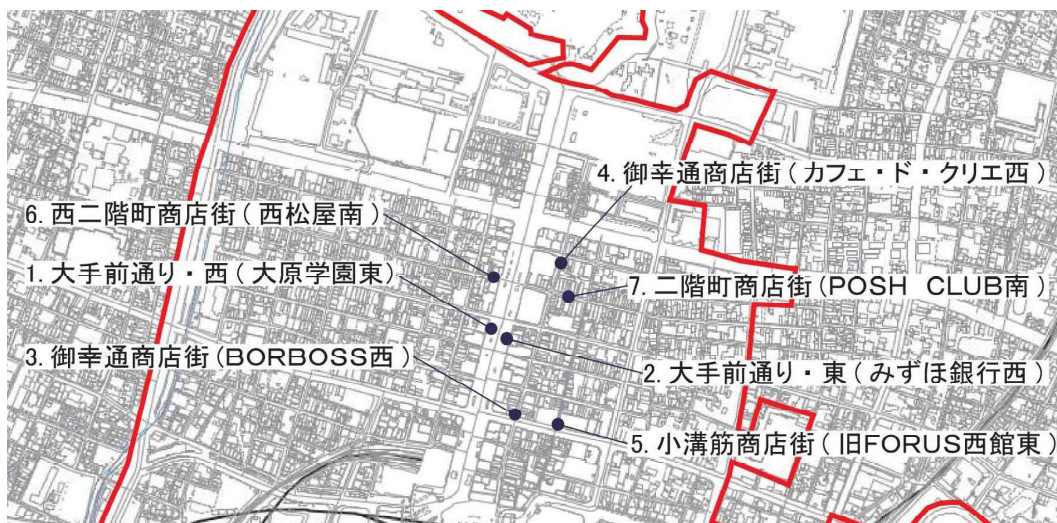 4. 御幸通商店街（カフェ・ド・クリエ西）
6. 西二階町商店街（西松屋南）
1. 大手前通り・西（大原学園東）
7. 二階町商店街（POSH CLUB南）
3. 御幸通商店街（BORBOSS西）
2. 大手前通り・東（みずほ銀行西）
5. 小溝筋商店街（旧FORUS西館東）